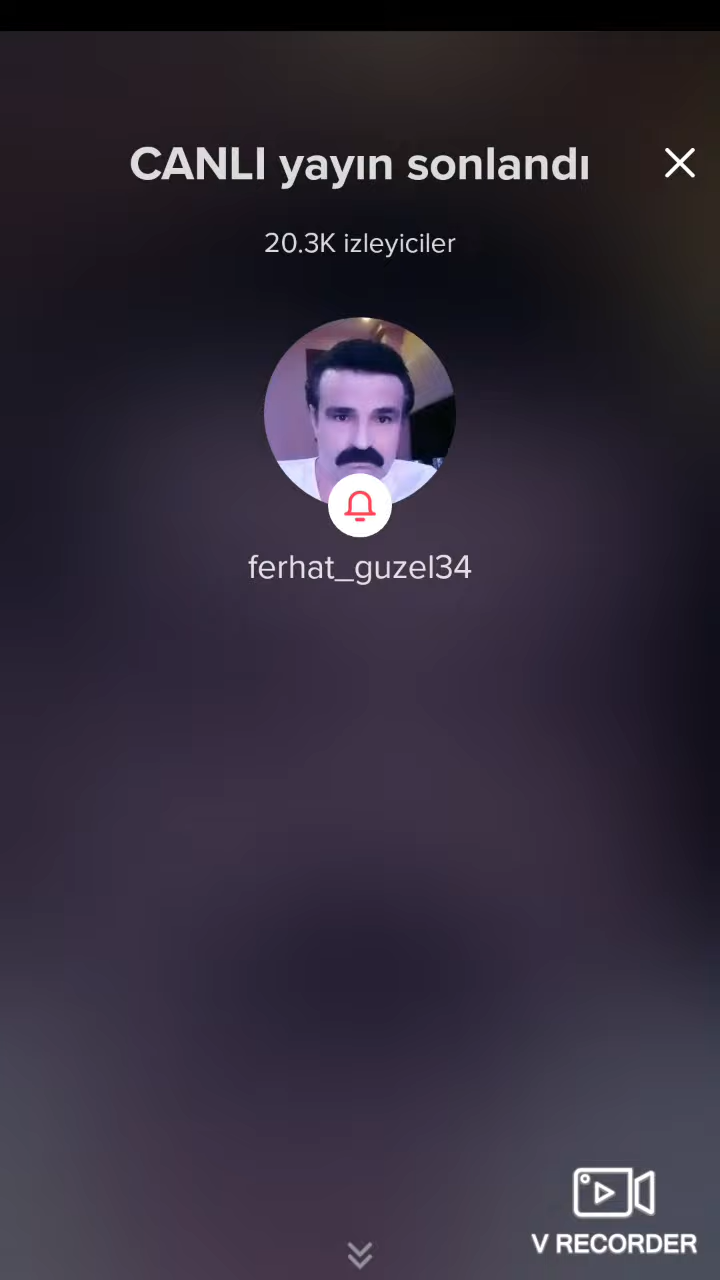 CANLI yayın sonlandı
20.3K izleyiciler
ferhat_guzel34
V RECORDER